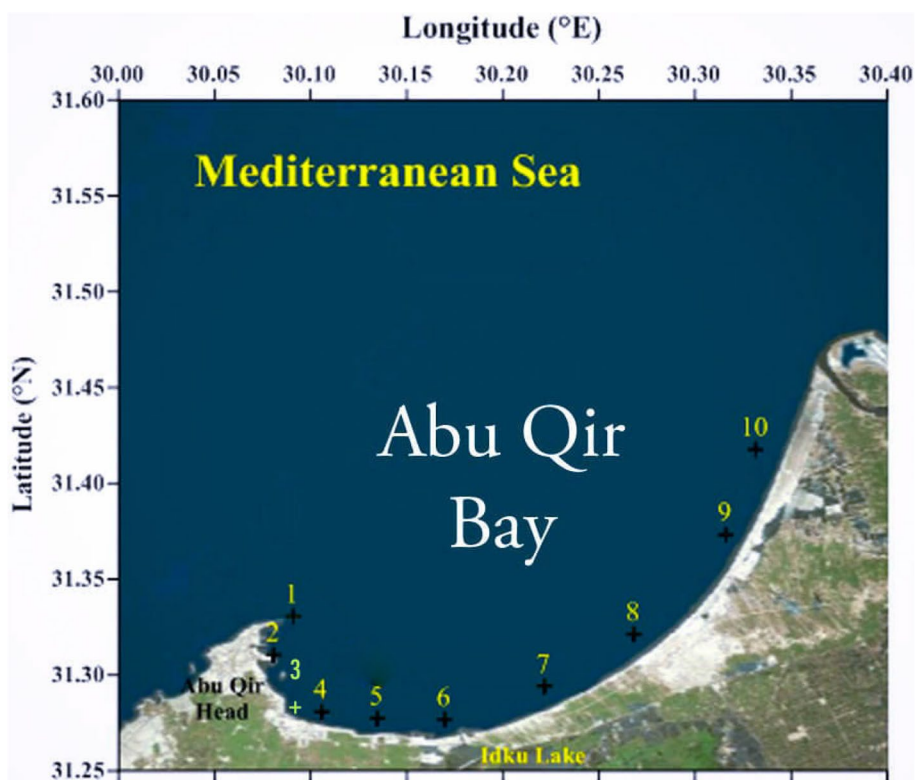 Longitude (°E)
30.00 30.05 30.10 30.15 30.20 30.25 30.30 30.35 30.40
31.60
Mediterranean Sea
31.55
31.50
31.45
Latitude (°N)
Abu Qir
10
31.40
Bay
9
31.35
1
8
2
31.30
3
7
Abu Qir
4
5
6
Head
Idku Lake
31.25